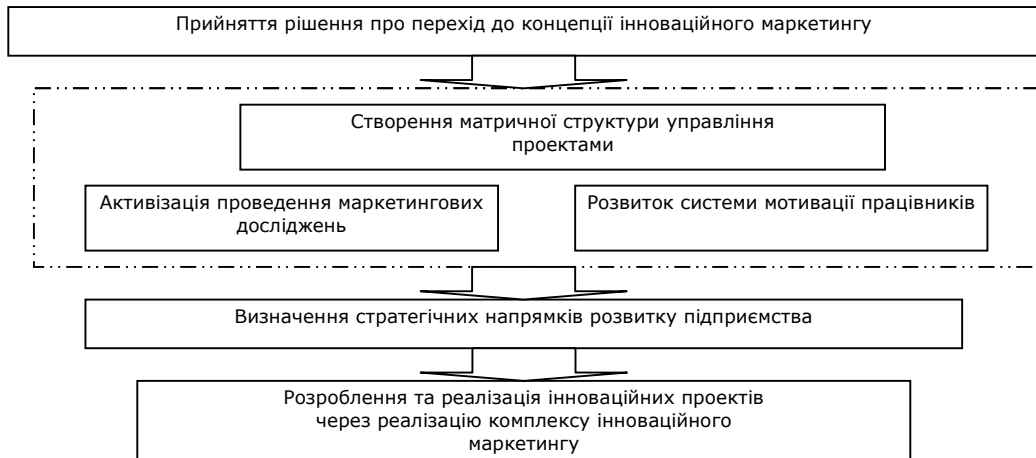 Прийняття рішення про перехід до концепції інноваційного маркетингу
Створення матричної структури управління
проектами
Активізація проведення маркетингових
досліджень
Розвиток системи мотивації працівників
Визначення стратегічних напрямків розвитку підприємства
Розроблення та реалізація інноваційних проектів
через реалізацію комплексу інноваційного
маркетингу